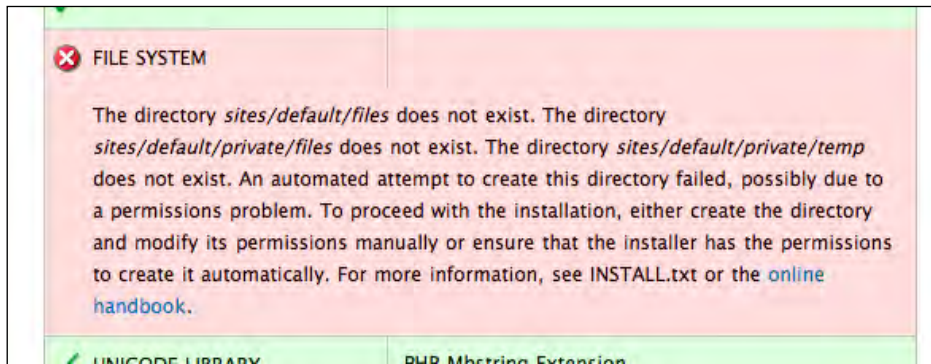 FILE SYSTEM
The directory sites/default/files does not exist. The directory
sites/default/private/files does not exist. The directory sites/default/private/temp
does not exist. An automated attempt to create this directory failed, possibly due to
a permissions problem. To proceed with the installation, either create the directory
and modify its permissions manually or ensure that the installer has the permissions
to create it automatically. For more information, see INSTALL.txt or the online
handbook.
UNICODE LIBRARY PHP Mbstring Extension